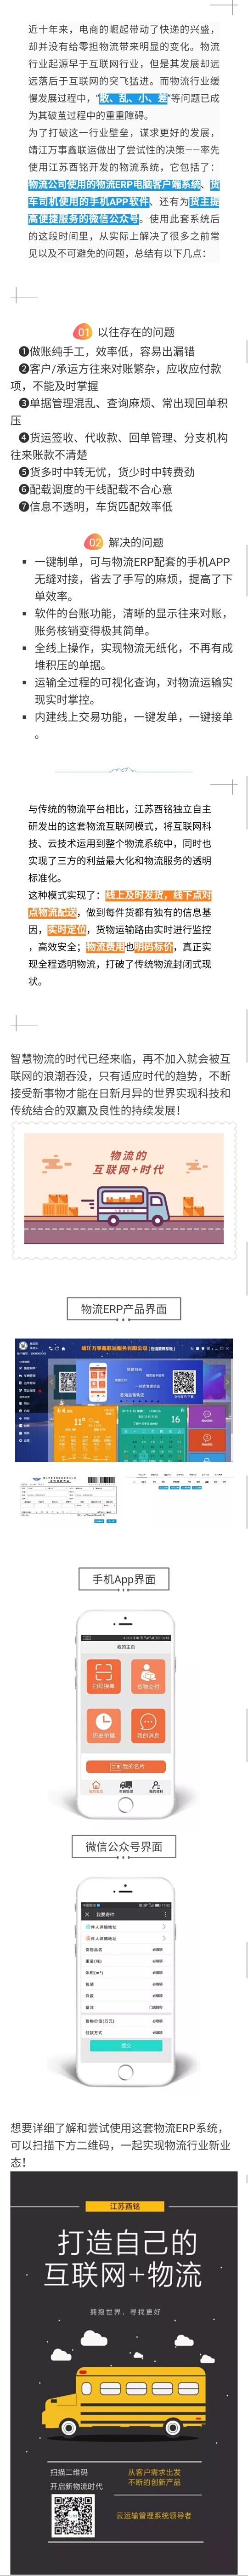 近十年来，电商的崛起带动了快递的兴盛，
却并没有给零担物流带来明显的变化。物流
行业起源早于互联网行业，但是其发展却远
远落后于互联网的突飞猛进。而物流行业缓
慢发展过程中，“散、乱、小、差”等问题已成
为其破茧过程中的重重障碍。
为了打破这一行业壁垒，谋求更好的发展，
靖江万事鑫联运做出了尝试性的决策——率先
使用江苏酉铭开发的物流系统，它包括了：
物流公司使用的物流ERP电脑客户端系统、货
车司机使用的手机APP软件、还有为货主提
高便捷服务的微信公众号。使用此套系统后
的这段时间里，从实际上解决了很多之前常
见以及不可避免的问题，总结有以下几点：
01 以往存在的问题
❶做账纯手工，效率低，容易出漏错
❷客户/承运方往来对账繁杂，应收应付款
项，不能及时掌握
❸单据管理混乱、查询麻烦、常出现回单积
压
❹货运签收、代收款、回单管理、分支机构
往来账款不清楚
❺货多时中转无忧，货少时中转费劲
❻配载调度的干线配载不合心意
❼信息不透明，车货匹配效率低
02 解决的问题
一键制单，可与物流ERP配套的手机APP
无缝对接，省去了手写的麻烦，提高了下
单效率。
软件的台账功能，清晰的显示往来对账，
账务核销变得极其简单。
全线上操作，实现物流无纸化，不再有成
堆积压的单据。
运输全过程的可视化查询，对物流运输实
现实时掌控。
内建线上交易功能，一键发单，一键接单
。
与传统的物流平台相比，江苏酉铭独立自主
研发出的这套物流互联网模式，将互联网科
技、云技术运用到整个物流系统中，同时也
实现了三方的利益最大化和物流服务的透明
标准化。
这种模式实现了：线上及时发货，线下点对
点物流配送，做到每件货都有独有的信息基
因，实时定位，货物运输路由实时进行监控
，高效安全；物流费用也明码标价，真正实
现全程透明物流，打破了传统物流封闭式现
状。
智慧物流的时代已经来临，再不加入就会被互
联网的浪潮吞没，只有适应时代的趋势，不断
接受新事物才能在日新月异的世界实现科技和
传统结合的双赢及良性的持续发展！
物流的
互联网+时代
物流ERP产品界面
靖江万事鑫联运服务有限公司
11°
16
手机App界面
我的主页
扫码接单
货物交付
历史单据
我的消息
我的名片
微信公众号界面
提交
想要详细了解和尝试使用这套物流ERP系统，
可以扫描下方二维码，一起实现物流行业新业
态！
江苏酉铭
打造自己的
互联网+物流
拥抱世界，寻找更好
扫描二维码
开启新物流时代
从客户需求出发
不断的创新产品
云运输管理系统领导者